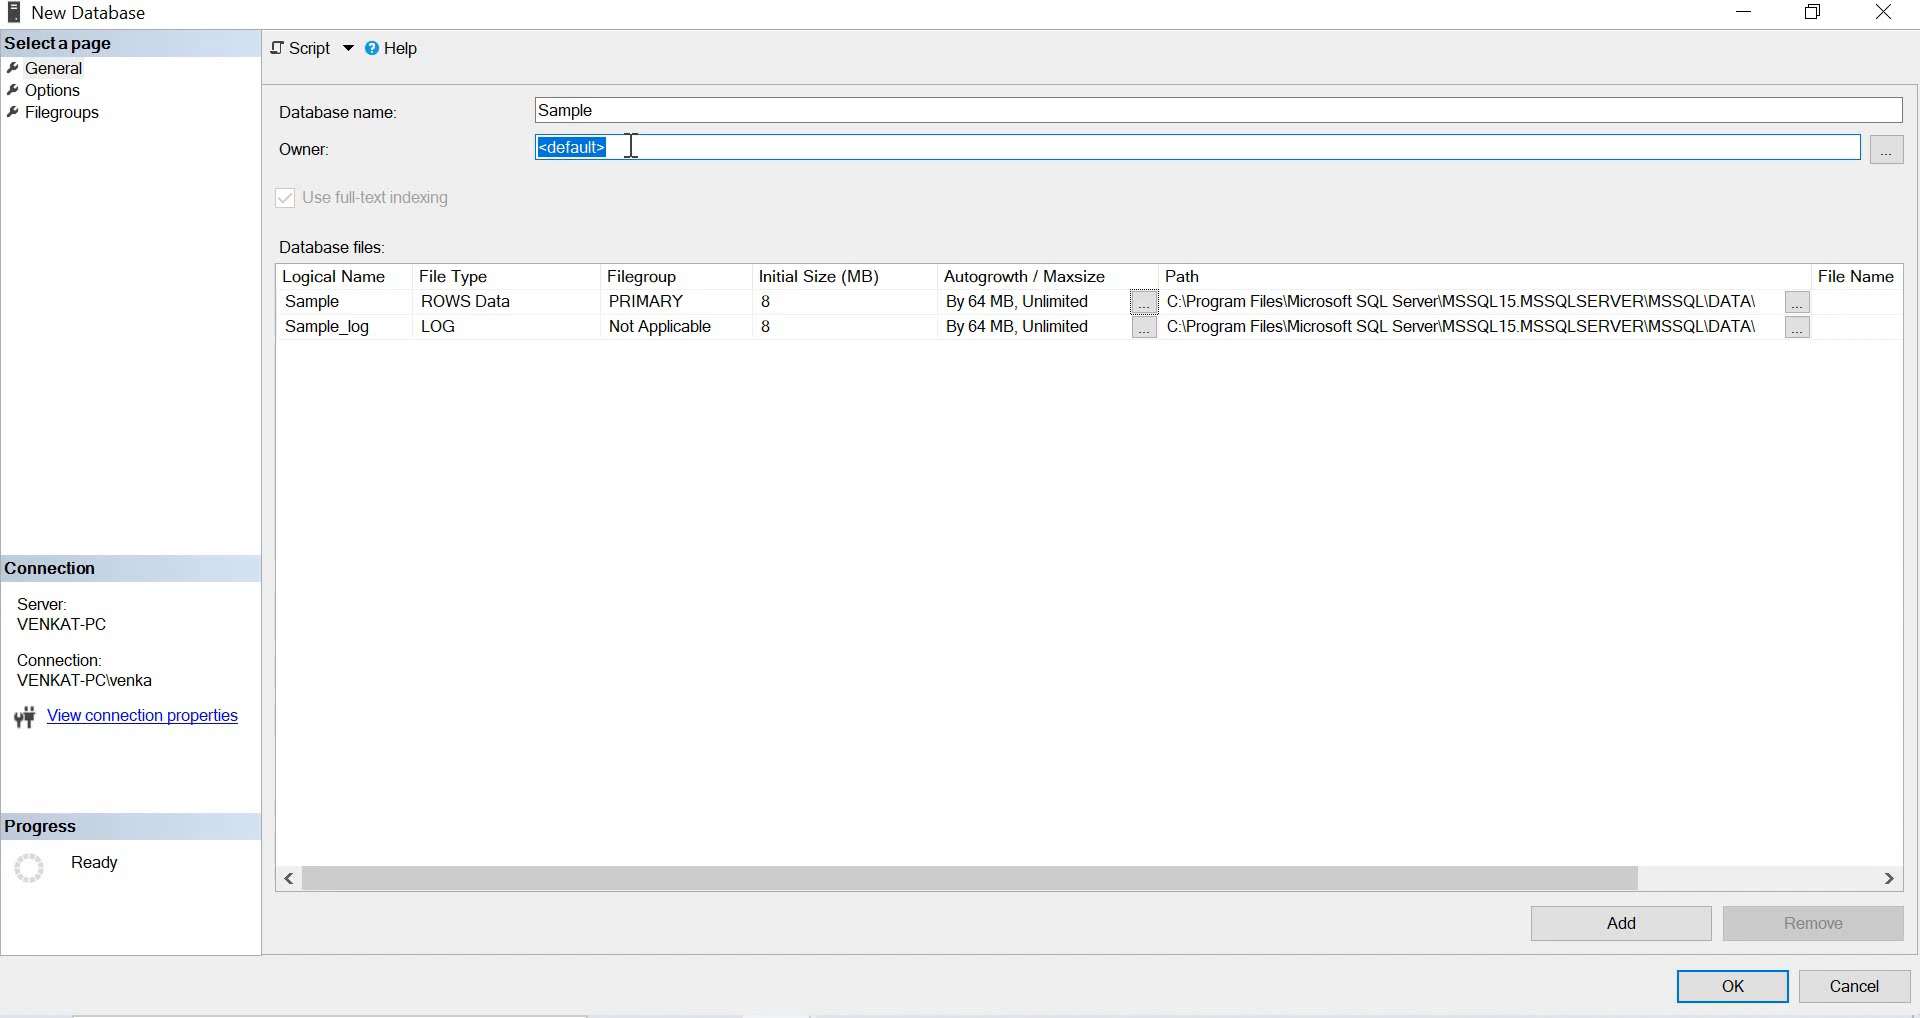 New Database
Select a page
General
Options
Filegroups
Script Help
Database name: Sample
Owner: <default> ...
Use full-text indexing
Database files:
Logical Name File Type Filegroup Initial Size (MB) Autogrowth / Maxsize Path File Name
Sample ROWS Data PRIMARY 8 By 64 MB, Unlimited ... C:\Program Files\Microsoft SQL Server\MSSQL15.MSSQLSERVER\MSSQL\DATA\ ...
Sample_log LOG Not Applicable 8 By 64 MB, Unlimited ... C:\Program Files\Microsoft SQL Server\MSSQL15.MSSQLSERVER\MSSQL\DATA\ ...
Connection
Server:
VENKAT-PC
Connection:
VENKAT-PC\venka
View connection properties
Progress
Ready
Add Remove
OK Cancel